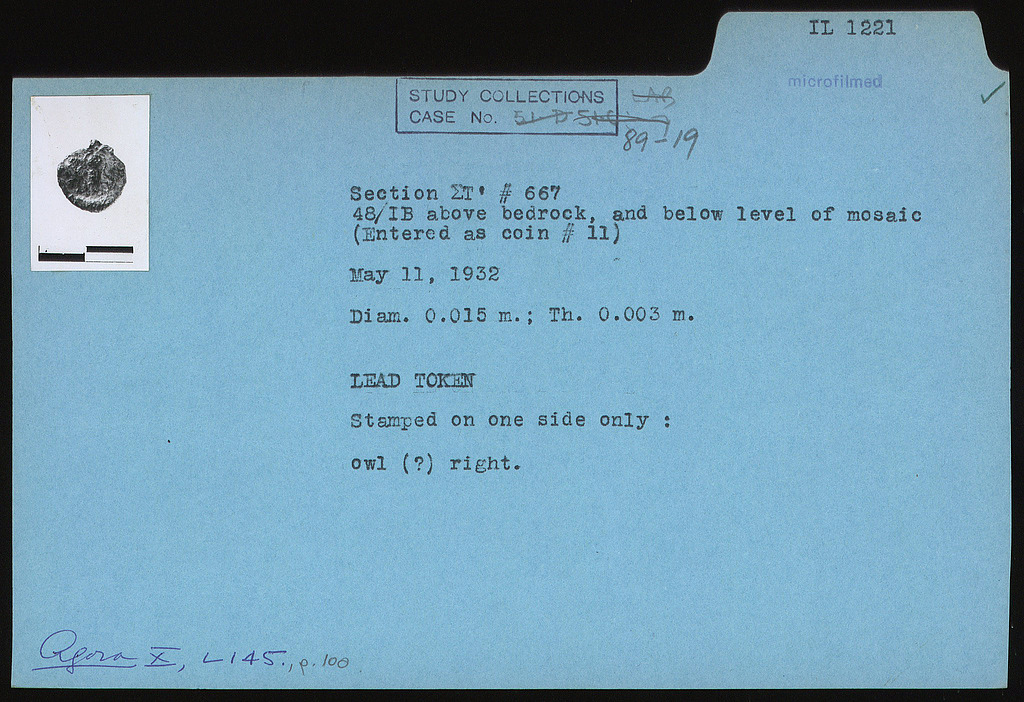 IL 1221
microfilmed
STUDY COLLECTIONS LAB
CASE No.
89-19
Section ΣΤ' # 667
48/IB above bedrock, and below level of mosaic
(Entered as coin # 11)
May 11, 1932
Diam. 0.015 m.; Th. 0.003 m.
LEAD TOKEN
Stamped on one side only :
owl (?) right.
Agora X, L145., p.100.